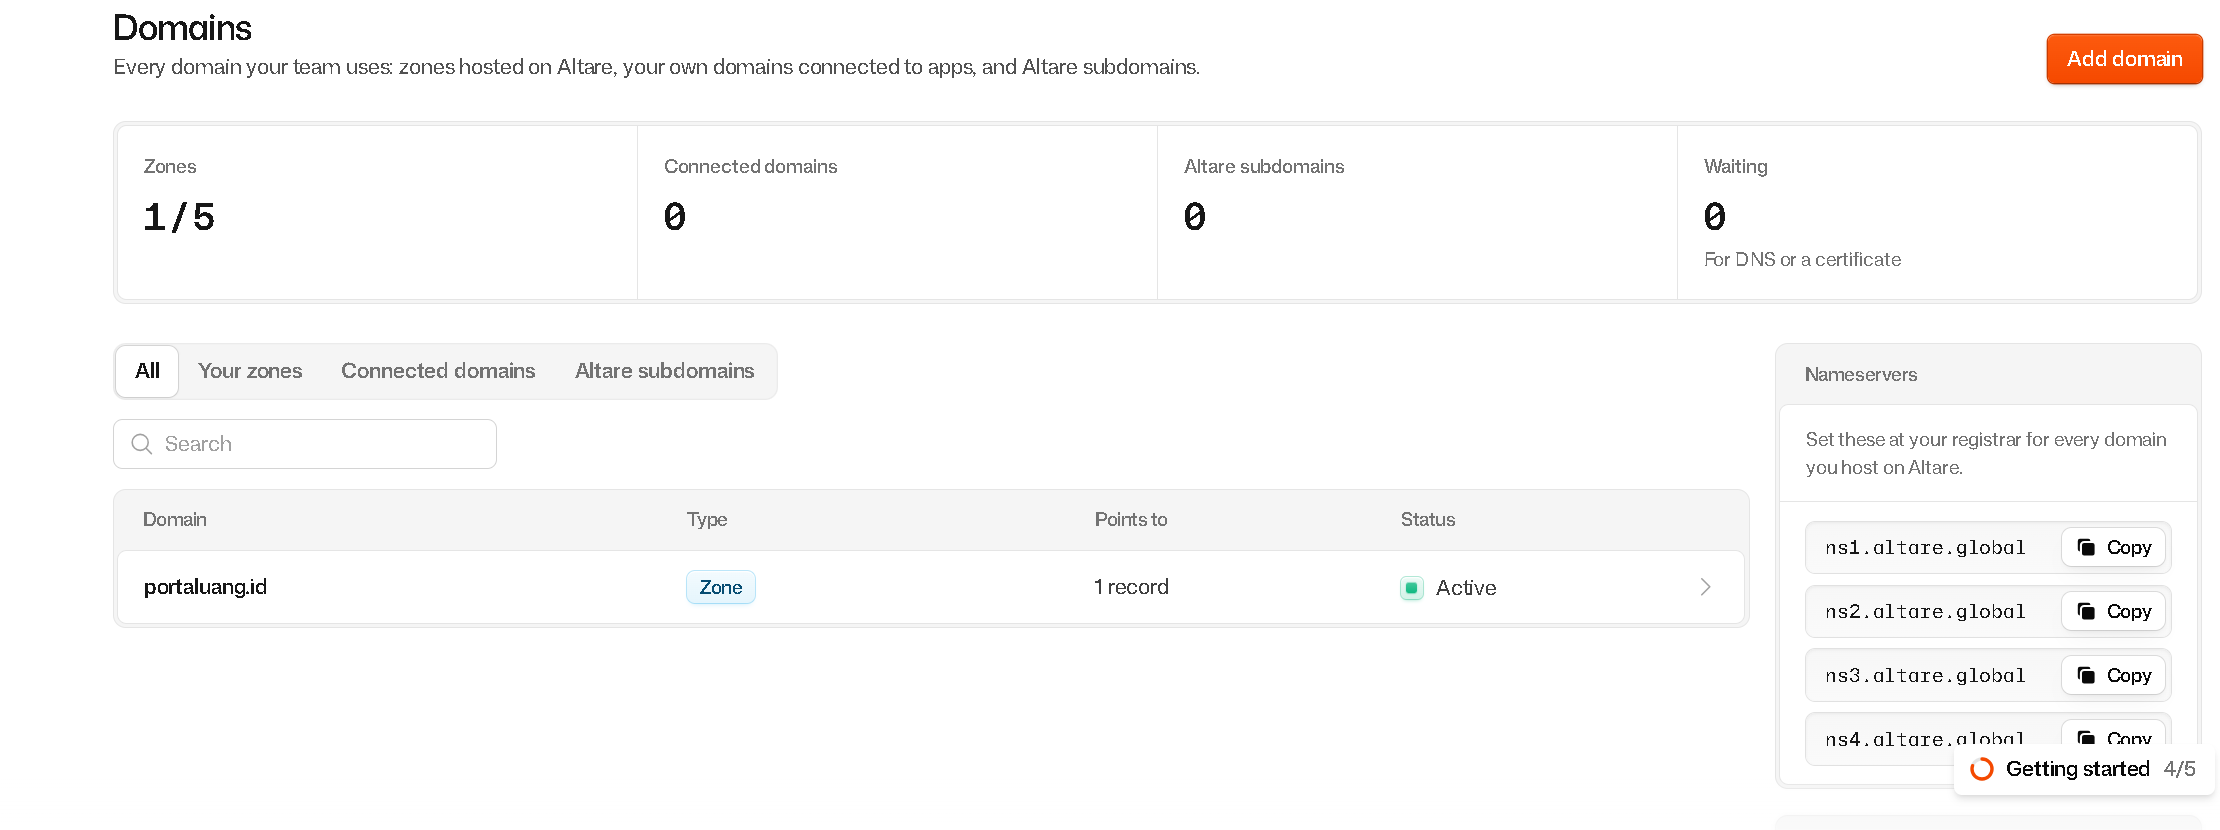 Domains
Every domain your team uses: zones hosted on Altare, your own domains connected to apps, and Altare subdomains.
Add domain
Zones
1/5
Connected domains
0
Altare subdomains
0
Waiting
0
For DNS or a certificate
All
Your zones
Connected domains
Altare subdomains
Search
Domain
Type
Points to
Status
portaluang.id
Zone
1 record
Active
Nameservers
Set these at your registrar for every domain
you host on Altare.
ns1.altare.global
Copy
ns2.altare.global
Copy
ns3.altare.global
Copy
ns4.altare.global
Copy
Getting started 4/5